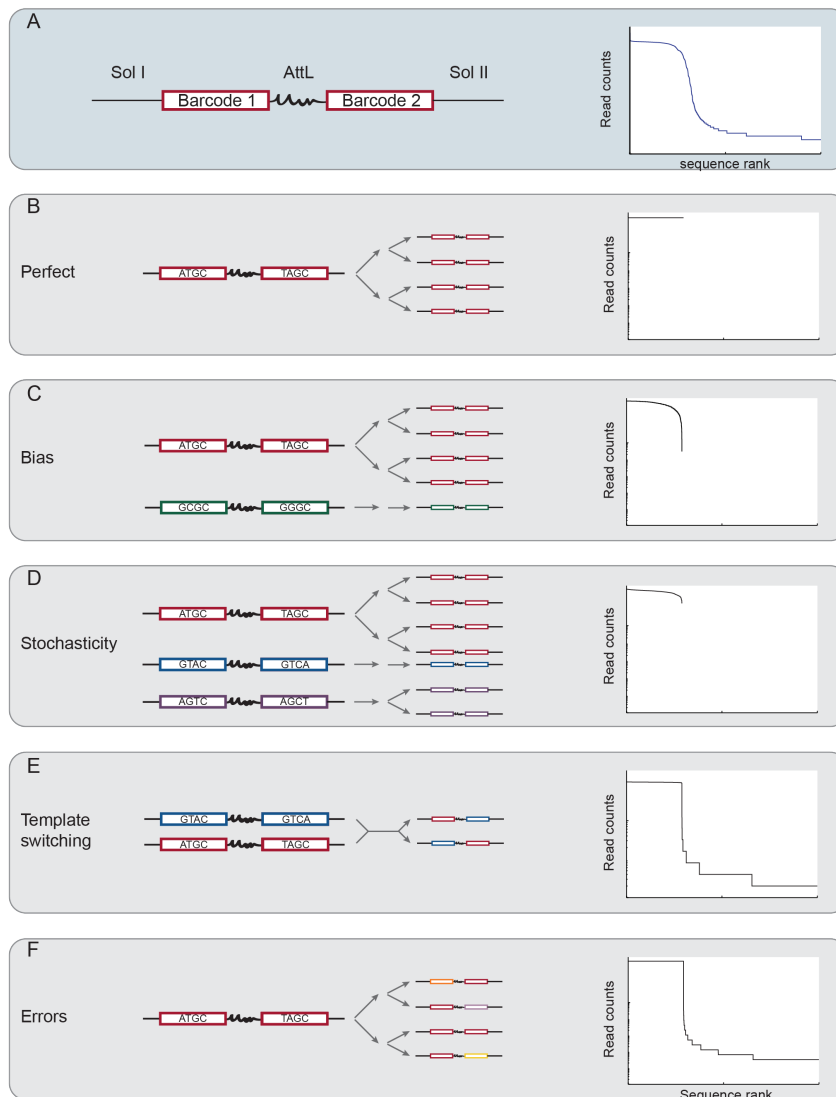 A
Sol I AttL Sol II
Barcode 1 Barcode 2
Read counts
sequence rank
B
Perfect
ATGC TAGC
Read counts
C
Bias
ATGC TAGC
GCGC GGGC
Read counts
D
Stochasticity
ATGC TAGC
GTAC GTCA
AGTC AGCT
Read counts
E
Template
switching
GTAC GTCA
ATGC TAGC
Read counts
F
Errors
ATGC TAGC
Read counts
Sequence rank